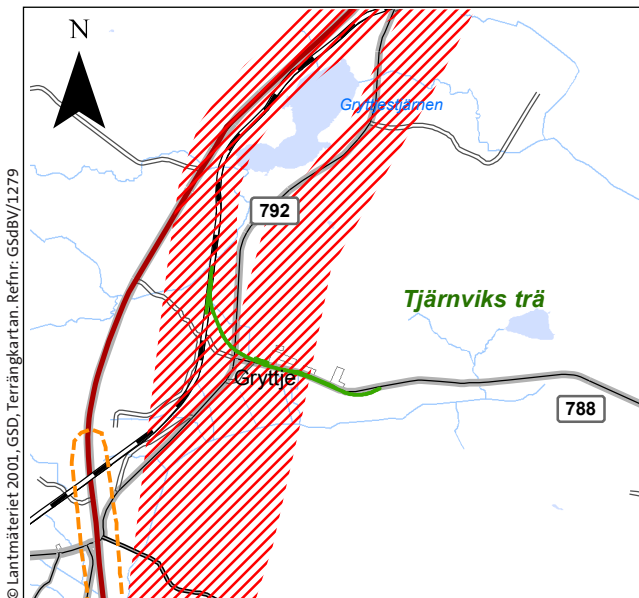 N
Gryttjestjärnen
792
Tjärnviks trä
Gryttje
788
© Lantmäteriet 2001, GSD, Terrängkartan. Refnr: GSdBV/1279